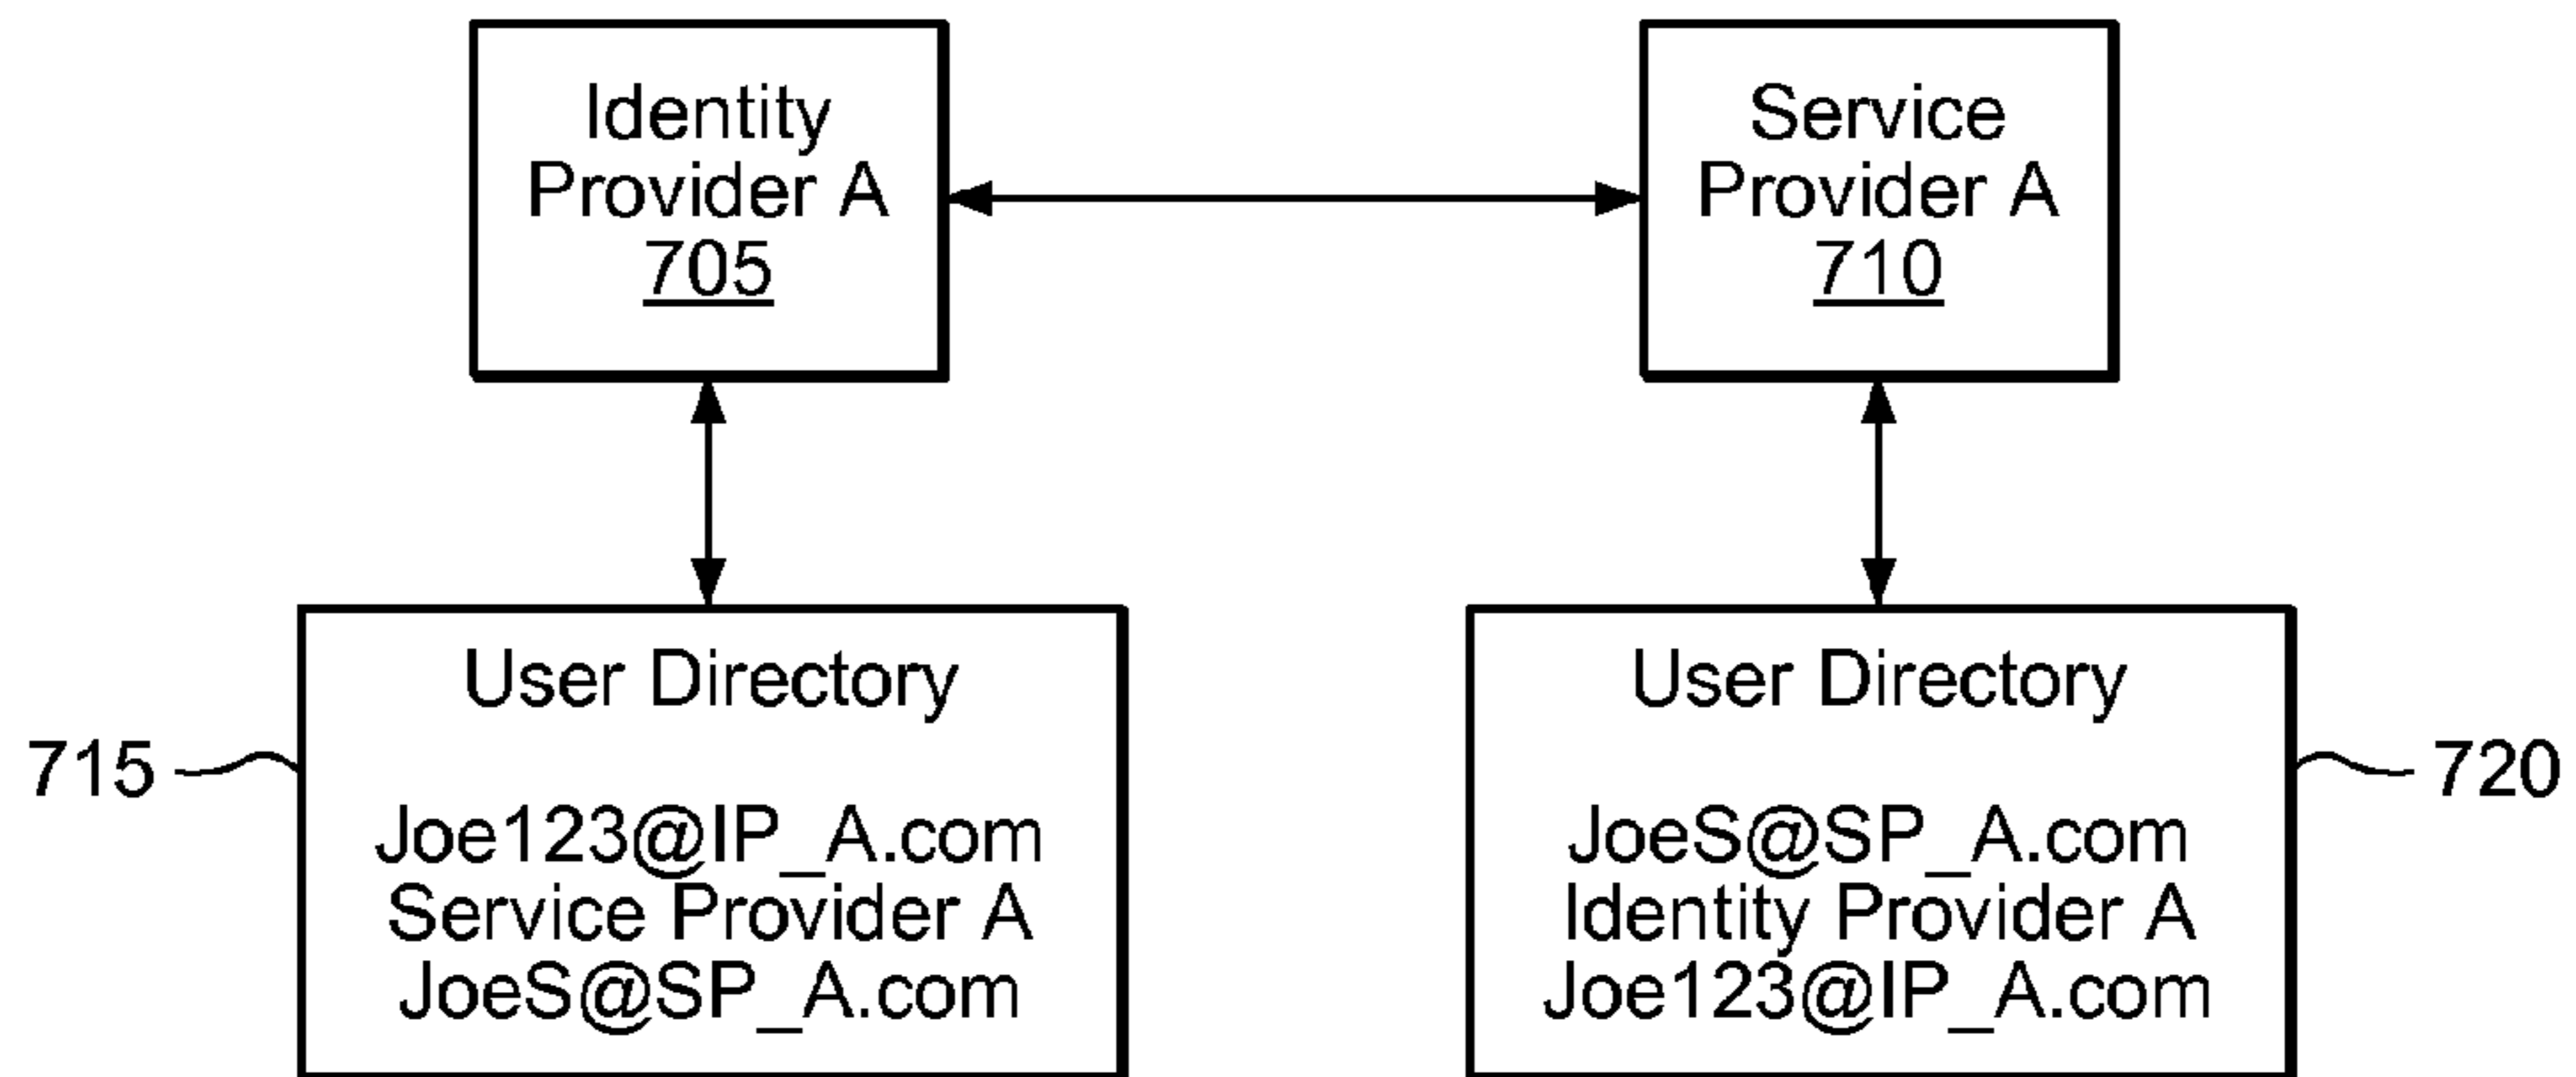 Identity
Provider A
705
Service
Provider A
710
715
User Directory
Joe123@IP_A.com
Service Provider A
JoeS@SP_A.com
User Directory
JoeS@SP_A.com
Identity Provider A
Joe123@IP_A.com
720